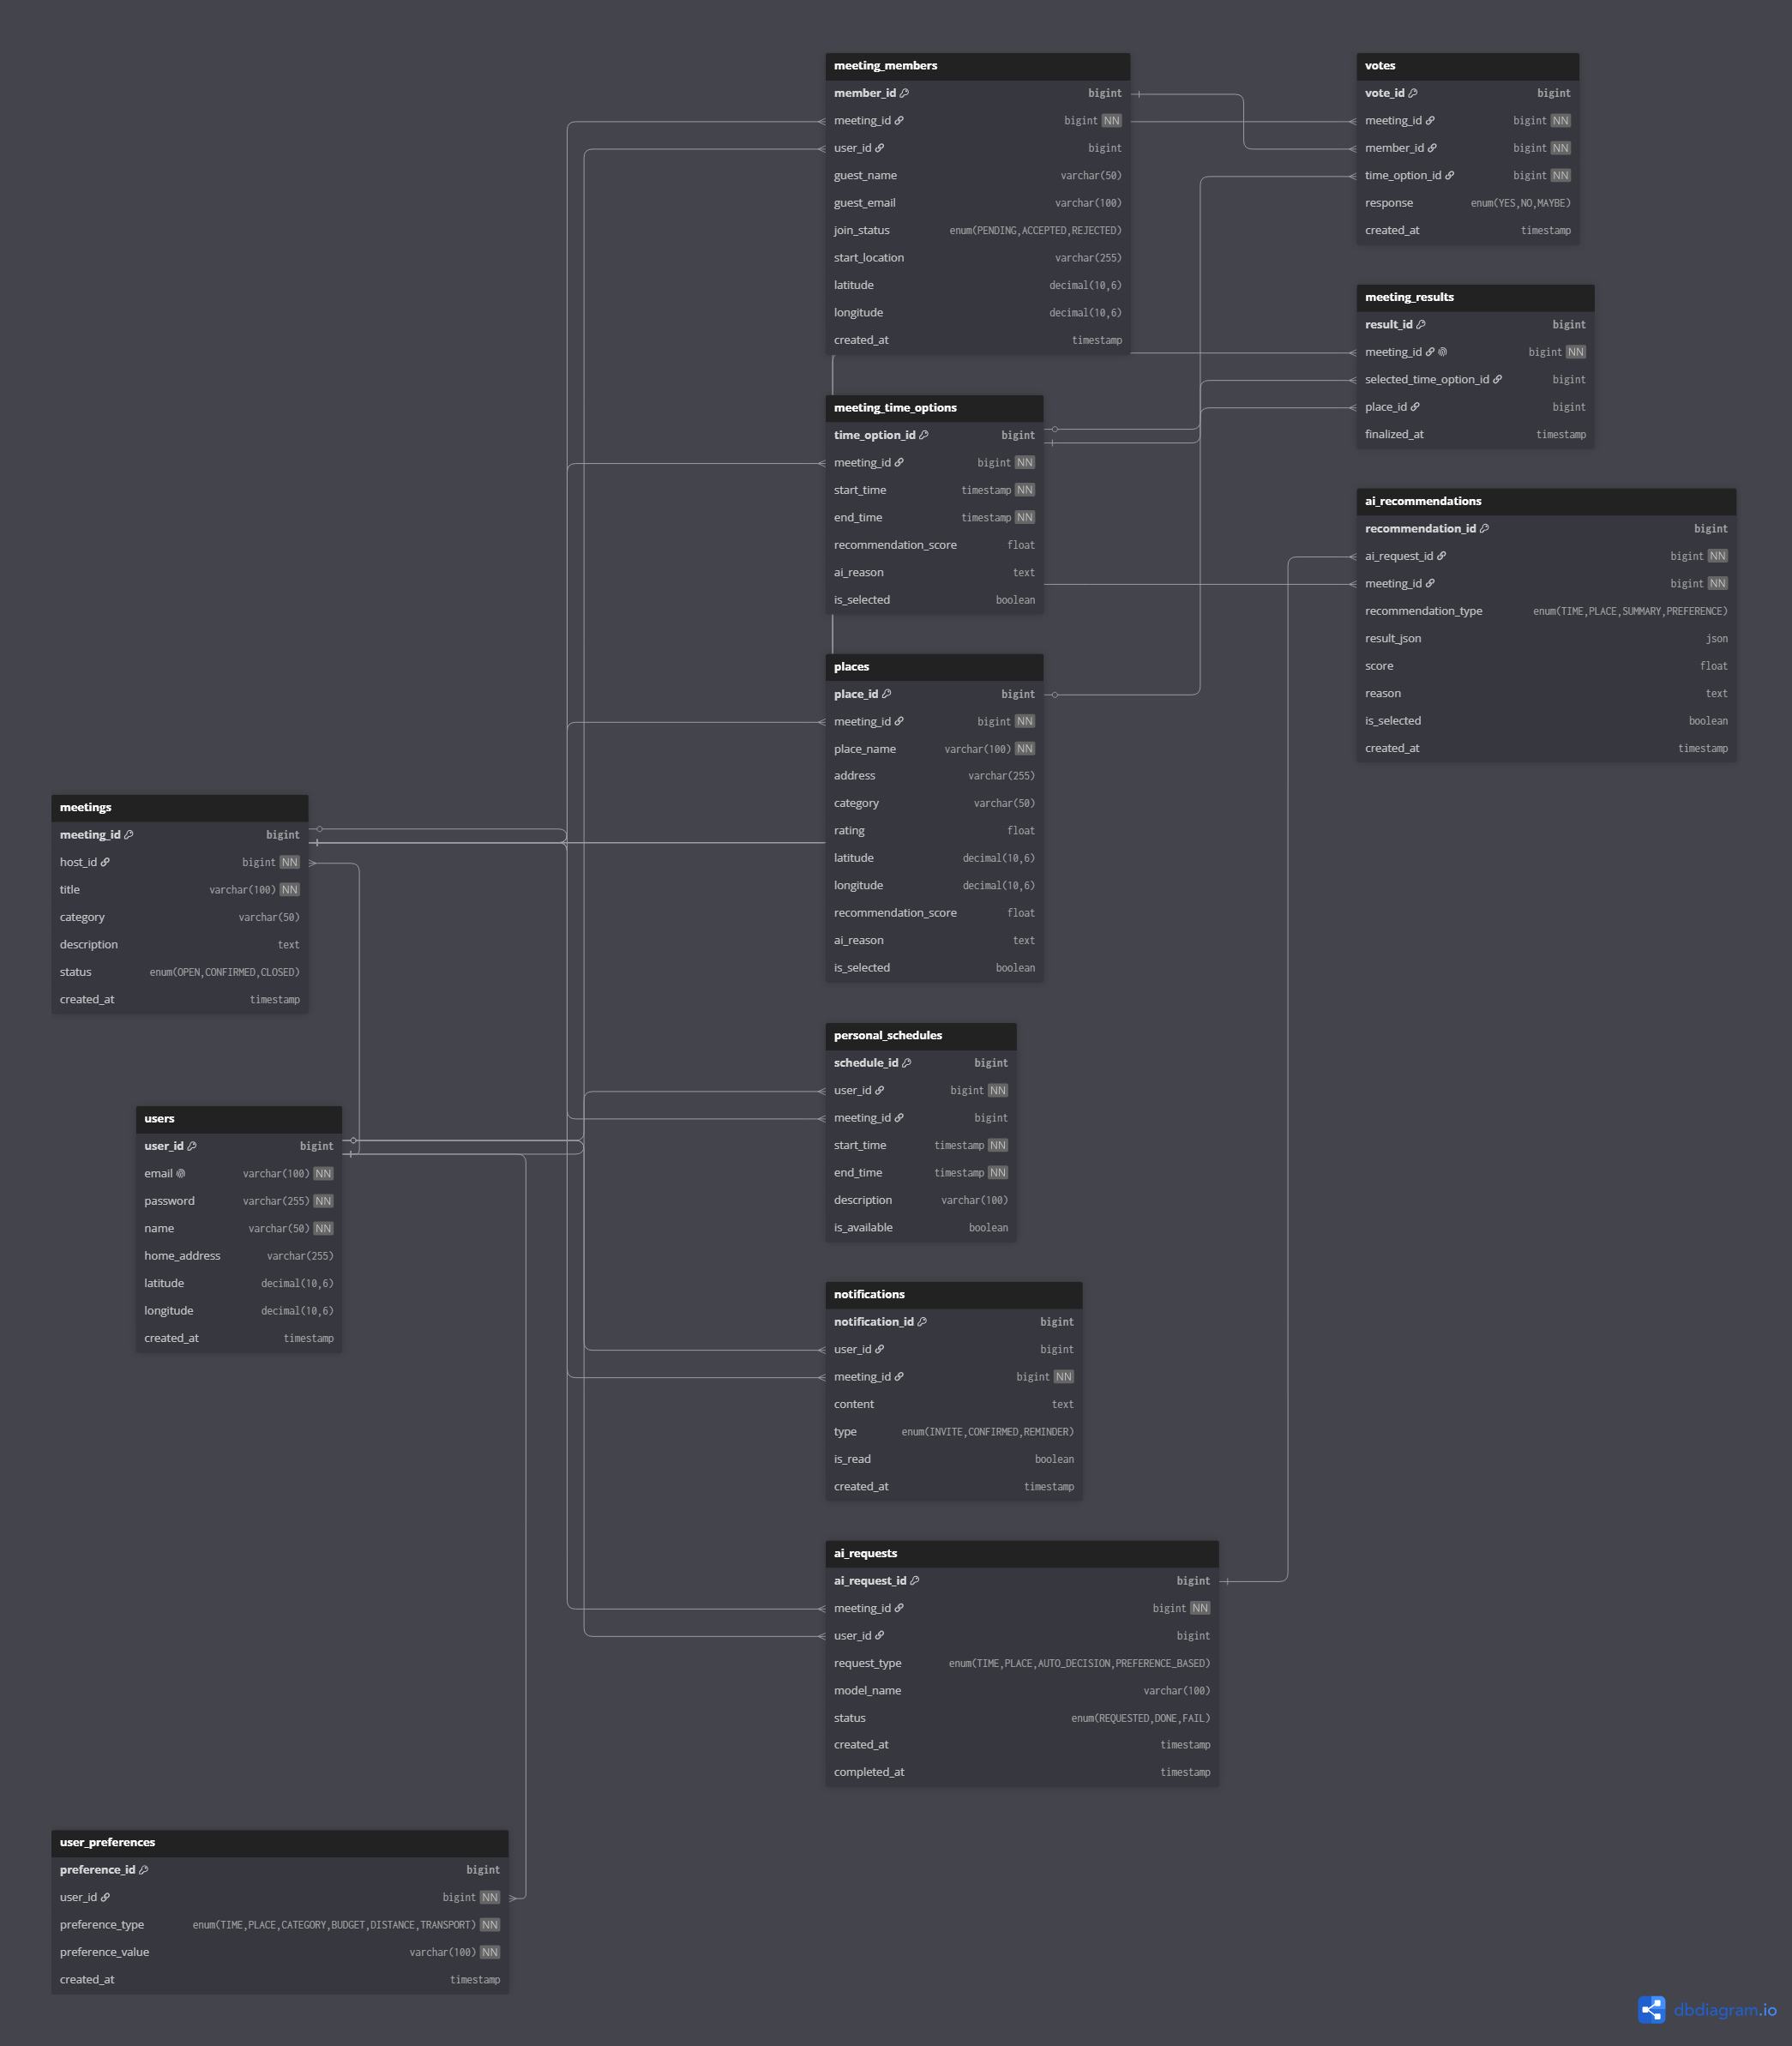 meeting_members
member_id bigint
meeting_id bigint NN
user_id bigint
guest_name varchar(50)
guest_email varchar(100)
join_status enum(PENDING,ACCEPTED,REJECTED)
start_location varchar(255)
latitude decimal(10,6)
longitude decimal(10,6)
created_at timestamp
votes
vote_id bigint
meeting_id bigint NN
member_id bigint NN
time_option_id bigint NN
response enum(YES,NO,MAYBE)
created_at timestamp
meeting_results
result_id bigint
meeting_id bigint NN
selected_time_option_id bigint
place_id bigint
finalized_at timestamp
meeting_time_options
time_option_id bigint
meeting_id bigint NN
start_time timestamp NN
end_time timestamp NN
recommendation_score float
ai_reason text
is_selected boolean
ai_recommendations
recommendation_id bigint
ai_request_id bigint NN
meeting_id bigint NN
recommendation_type enum(TIME,PLACE,SUMMARY,PREFERENCE)
result_json json
score float
reason text
is_selected boolean
created_at timestamp
places
place_id bigint
meeting_id bigint NN
place_name varchar(100) NN
address varchar(255)
category varchar(50)
rating float
latitude decimal(10,6)
longitude decimal(10,6)
recommendation_score float
ai_reason text
is_selected boolean
meetings
meeting_id bigint
host_id bigint NN
title varchar(100) NN
category varchar(50)
description text
status enum(OPEN,CONFIRMED,CLOSED)
created_at timestamp
personal_schedules
schedule_id bigint
user_id bigint NN
meeting_id bigint
start_time timestamp NN
end_time timestamp NN
description varchar(100)
is_available boolean
users
user_id bigint
email varchar(100) NN
password varchar(255) NN
name varchar(50) NN
home_address varchar(255)
latitude decimal(10,6)
longitude decimal(10,6)
created_at timestamp
notifications
notification_id bigint
user_id bigint
meeting_id bigint NN
content text
type enum(INVITE,CONFIRMED,REMINDER)
is_read boolean
created_at timestamp
ai_requests
ai_request_id bigint
meeting_id bigint NN
user_id bigint
request_type enum(TIME,PLACE,AUTO_DECISION,PREFERENCE_BASED)
model_name varchar(100)
status enum(REQUESTED,DONE,FAIL)
created_at timestamp
completed_at timestamp
user_preferences
preference_id bigint
user_id bigint NN
preference_type enum(TIME,PLACE,CATEGORY,BUDGET,DISTANCE,TRANSPORT) NN
preference_value varchar(100) NN
created_at timestamp
dbdiagram.io